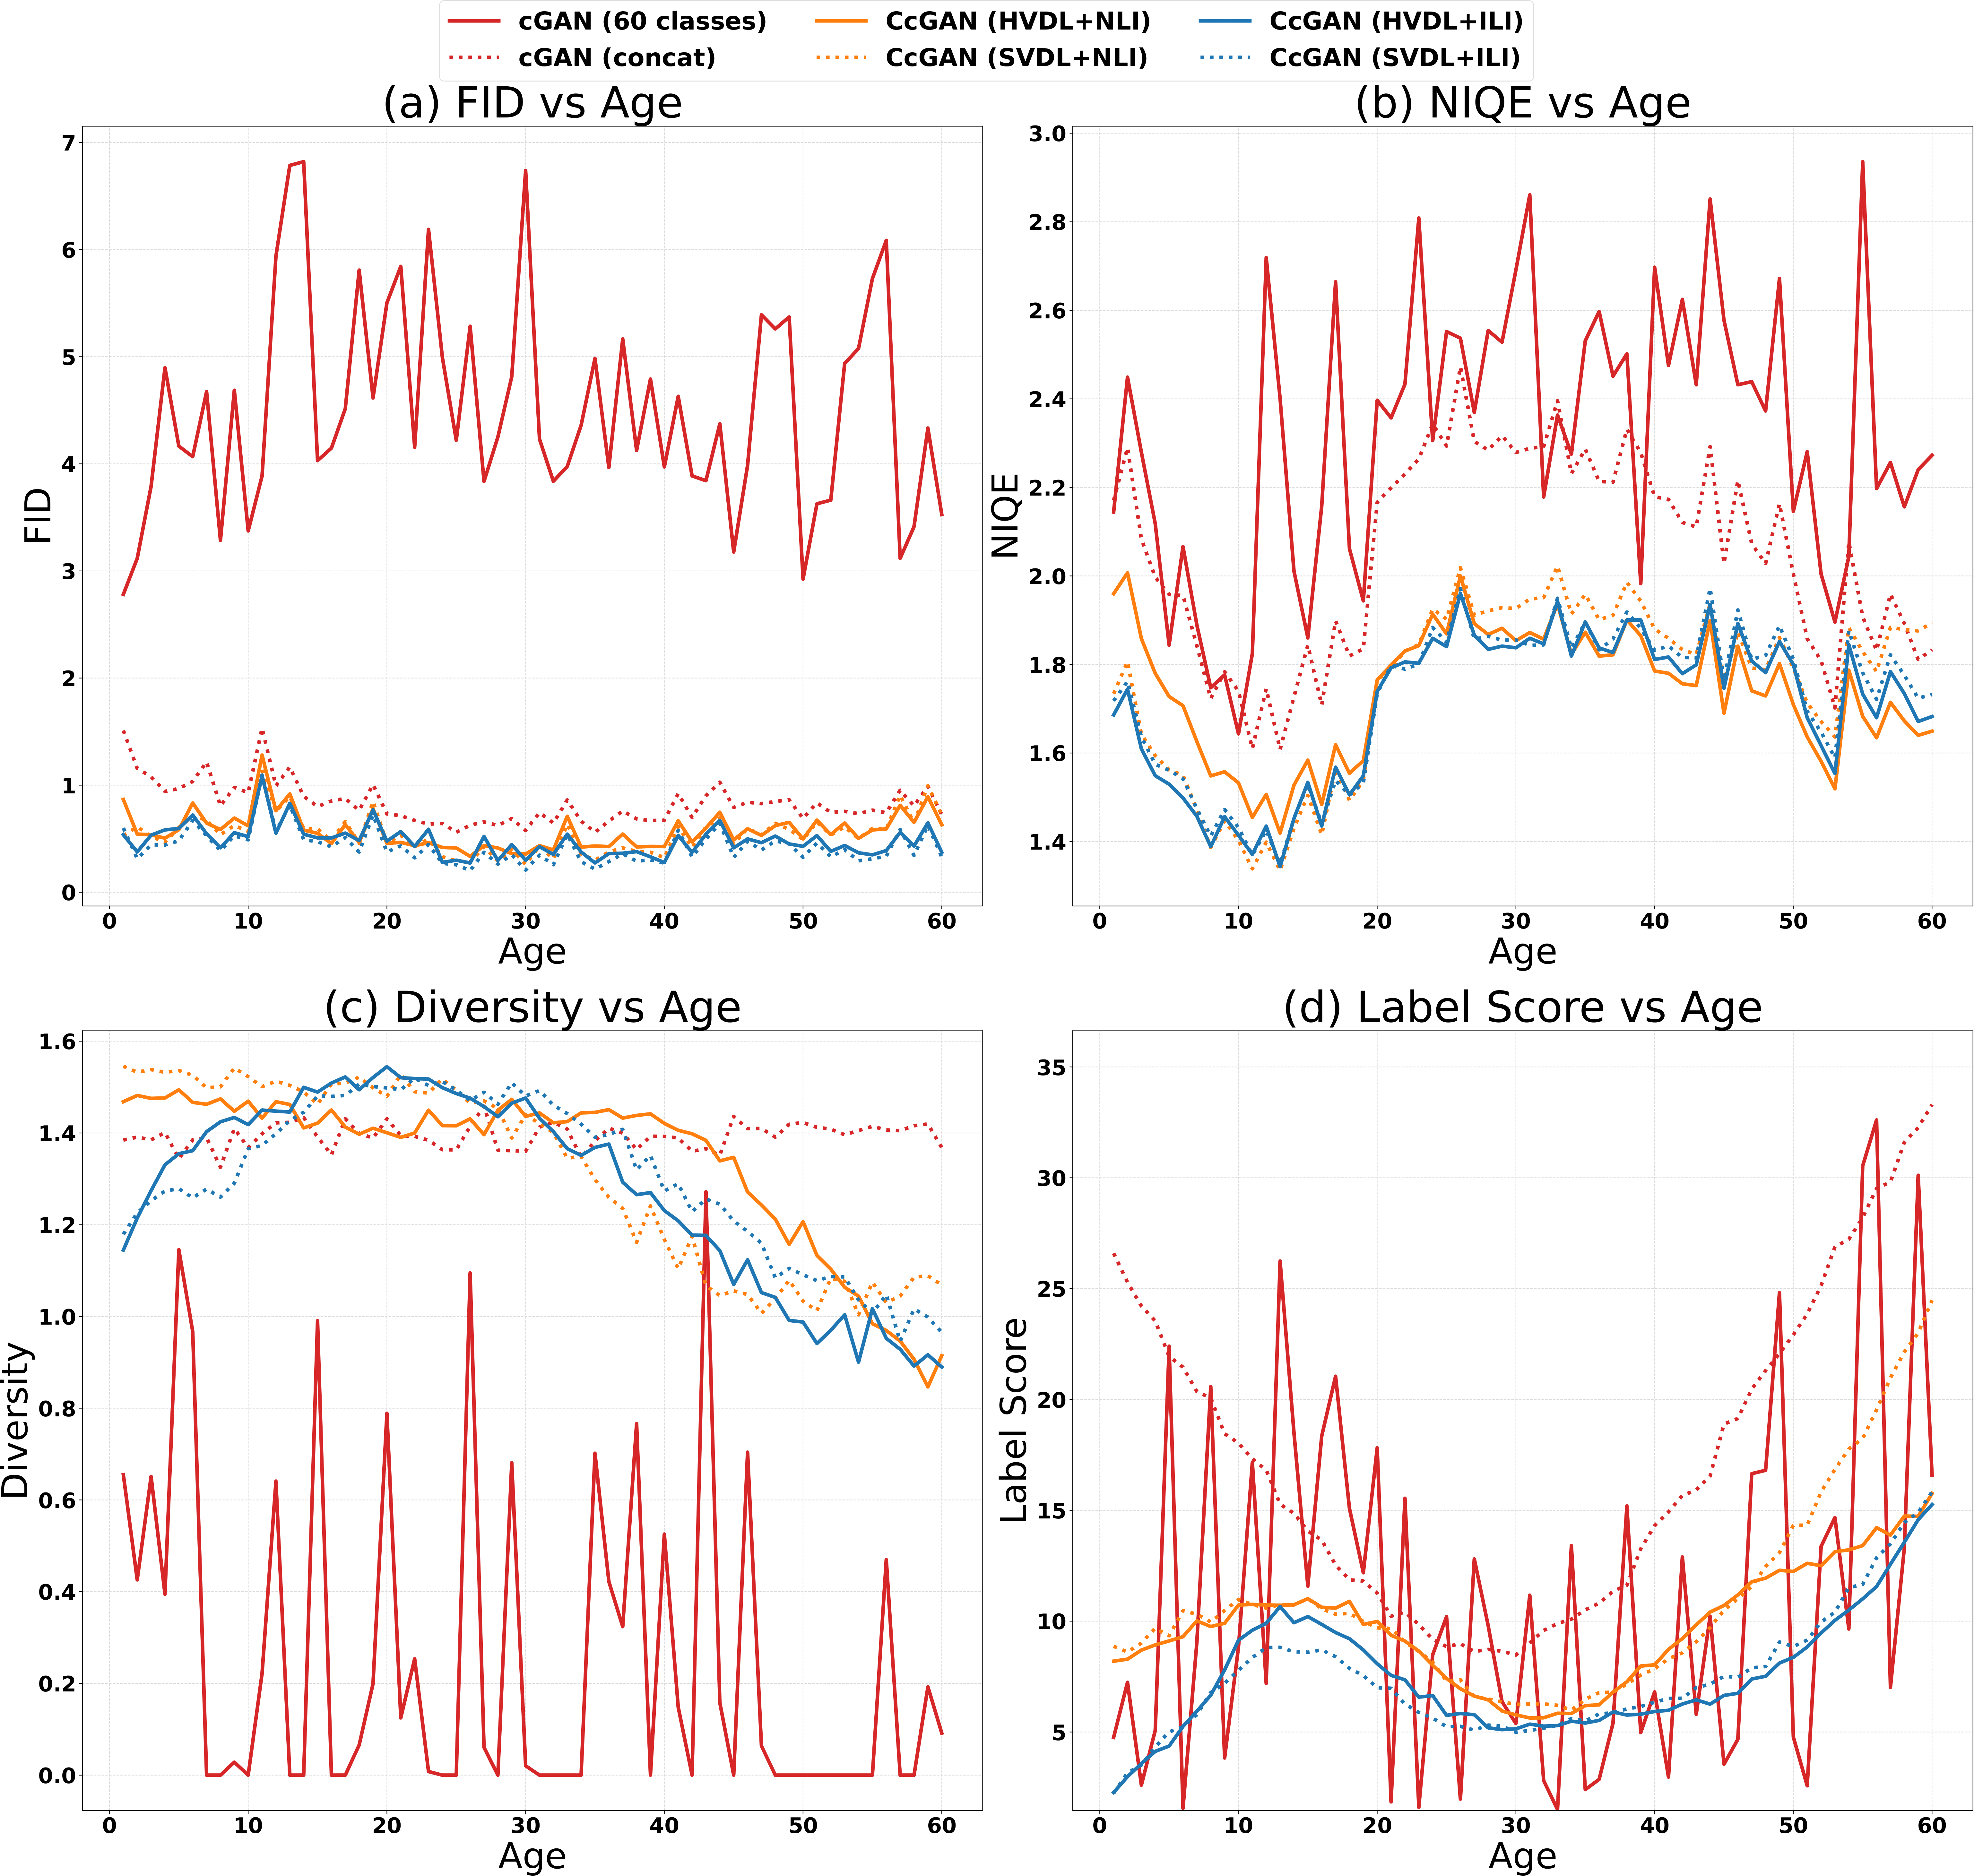 cGAN (60 classes) CcGAN (HVDL+NLI) CcGAN (HVDL+ILI)
cGAN (concat) CcGAN (SVDL+NLI) CcGAN (SVDL+ILI)
(a) FID vs Age
7
6
5
4
3
2
1
0
FID
0 10 20 30 40 50 60
Age
(b) NIQE vs Age
3.0
2.8
2.6
2.4
2.2
2.0
1.8
1.6
1.4
NIQE
0 10 20 30 40 50 60
Age
(c) Diversity vs Age
1.6
1.4
1.2
1.0
0.8
0.6
0.4
0.2
0.0
Diversity
0 10 20 30 40 50 60
Age
(d) Label Score vs Age
35
30
25
20
15
10
5
Label Score
0 10 20 30 40 50 60
Age